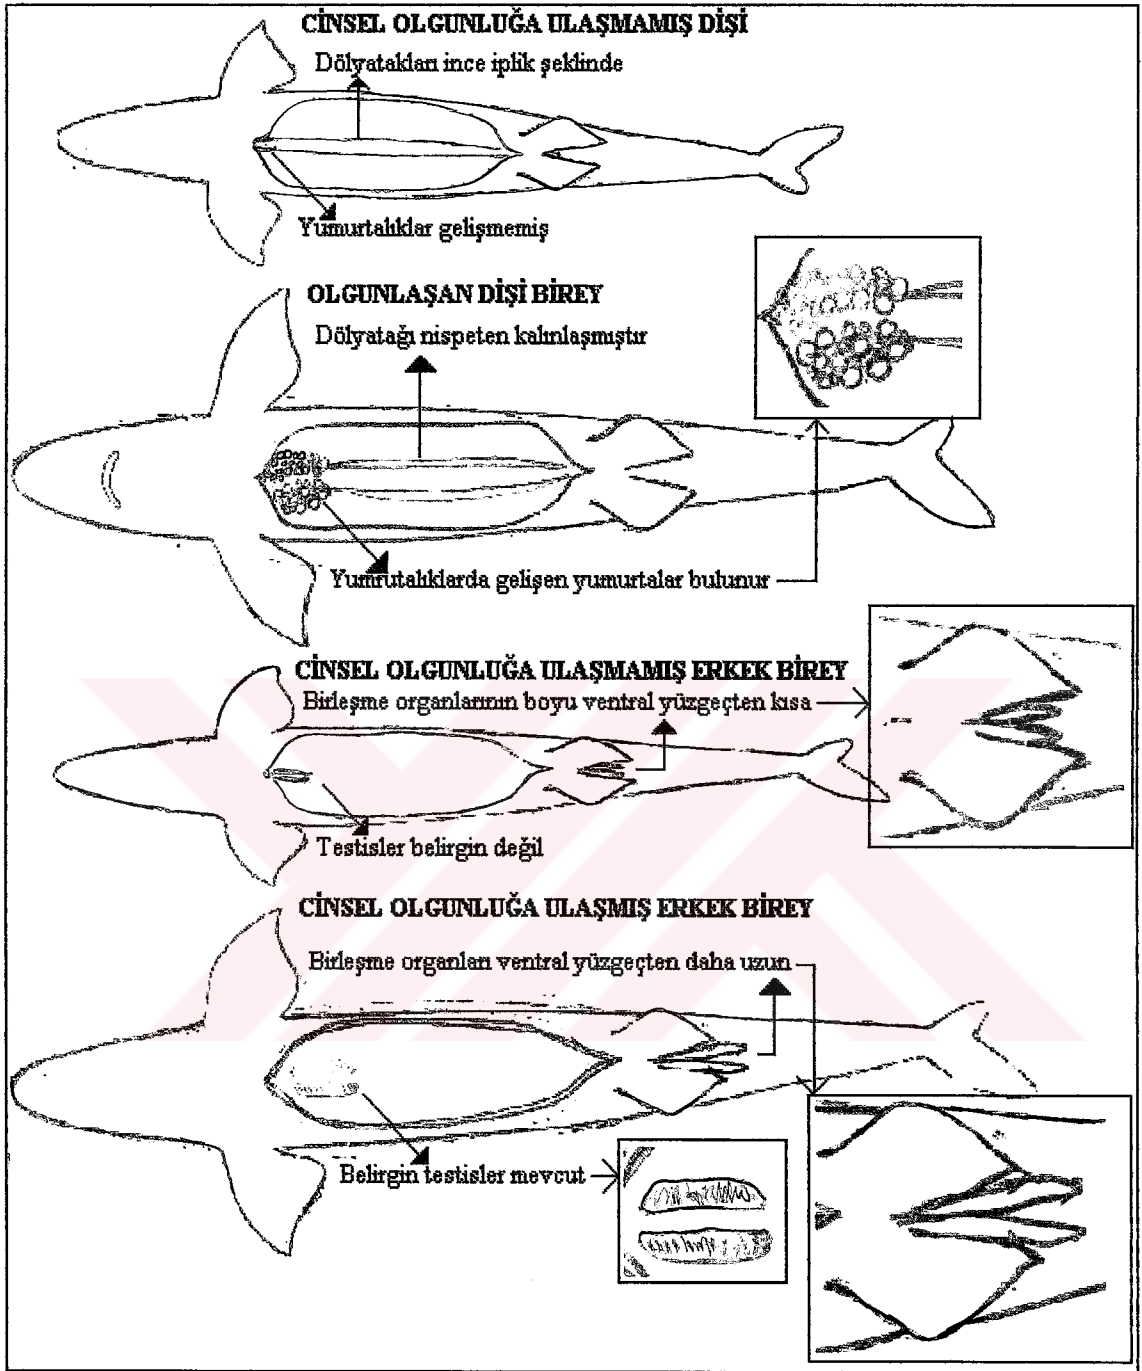 CİNSEL OLGUNLUĞA ULAŞMAMIŞ DİŞİ
Dölyatakları ince iplik şeklinde
Yumurtalıklar gelişmemiş
OLGUNLAŞAN DİŞİ BİREY
Dölyatağı nispeten kalınlaşmıştır
Yumrutalıklarda gelişen yumurtalar bulunur
CİNSEL OLGUNLUĞA ULAŞMAMIŞ ERKEK BİREY
Birleşme organlarının boyu ventral yüzgeçten kısa
Testisler belirgin değil
CİNSEL OLGUNLUĞA ULAŞMIŞ ERKEK BİREY
Birleşme organları ventral yüzgeçten daha uzun
Belirgin testisler mevcut